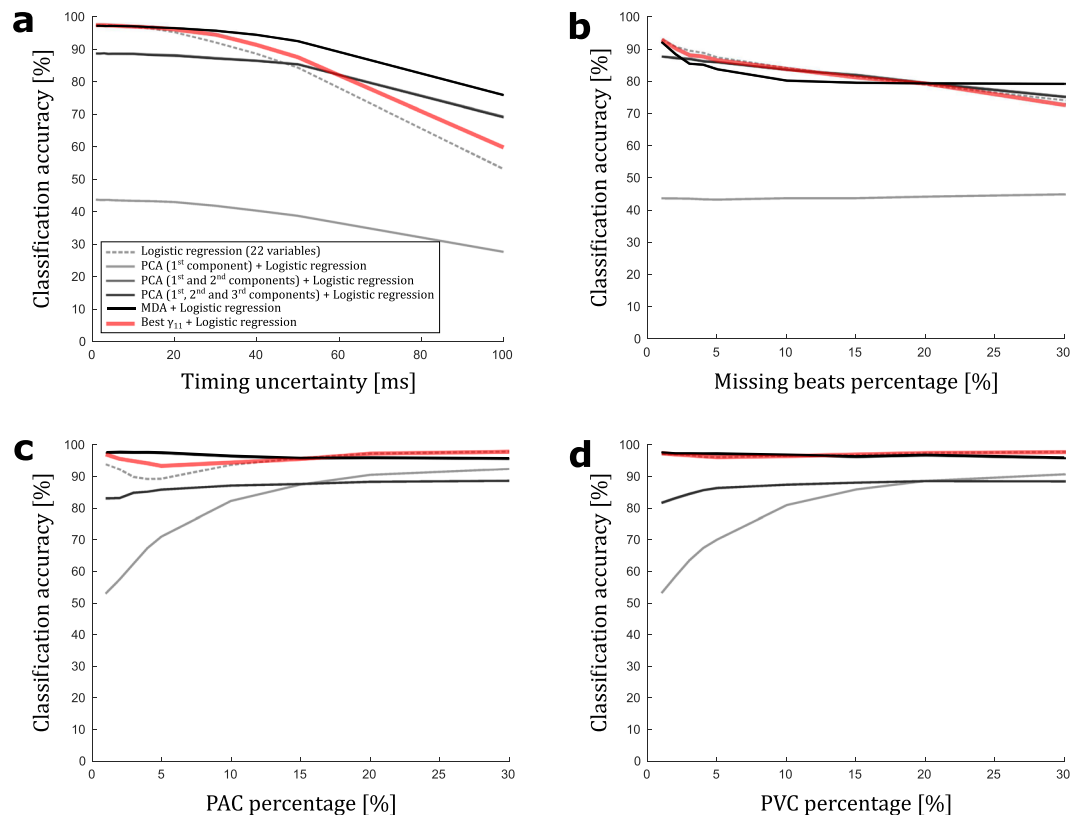 a
100
90
80
70
60
50
40
30
20
10
0
Classification accuracy [%]
Logistic regression (22 variables)
PCA (1st component) + Logistic regression
PCA (1st and 2nd components) + Logistic regression
PCA (1st, 2nd and 3rd components) + Logistic regression
MDA + Logistic regression
Best γ11 + Logistic regression
0 20 40 60 80 100
Timing uncertainty [ms]
b
100
90
80
70
60
50
40
30
20
10
0
Classification accuracy [%]
0 5 10 15 20 25 30
Missing beats percentage [%]
c
100
90
80
70
60
50
40
30
20
10
0
Classification accuracy [%]
0 5 10 15 20 25 30
PAC percentage [%]
d
100
90
80
70
60
50
40
30
20
10
0
Classification accuracy [%]
0 5 10 15 20 25 30
PVC percentage [%]